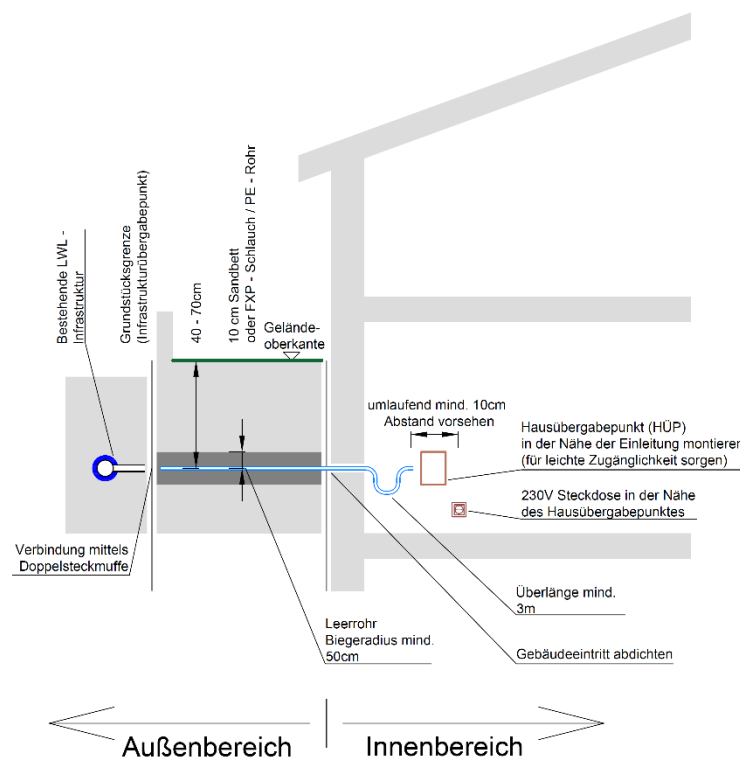 Bestehende LWL -
Infrastruktur
Grundstücksgrenze
(Infrastrukturübergabepunkt)
40 - 70cm
10 cm Sandbett
oder FXP - Schlauch / PE - Rohr
Gelände-
oberkante
umlaufend mind. 10cm
Abstand vorsehen
Hausübergabepunkt (HÜP)
in der Nähe der Einleitung montieren
(für leichte Zugänglichkeit sorgen)
230V Steckdose in der Nähe
des Hausübergabepunktes
Verbindung mittels
Doppelsteckmuffe
Überlänge mind.
3m
Leerrohr
Biegeradius mind.
50cm
Gebäudeeintritt abdichten
Außenbereich
Innenbereich